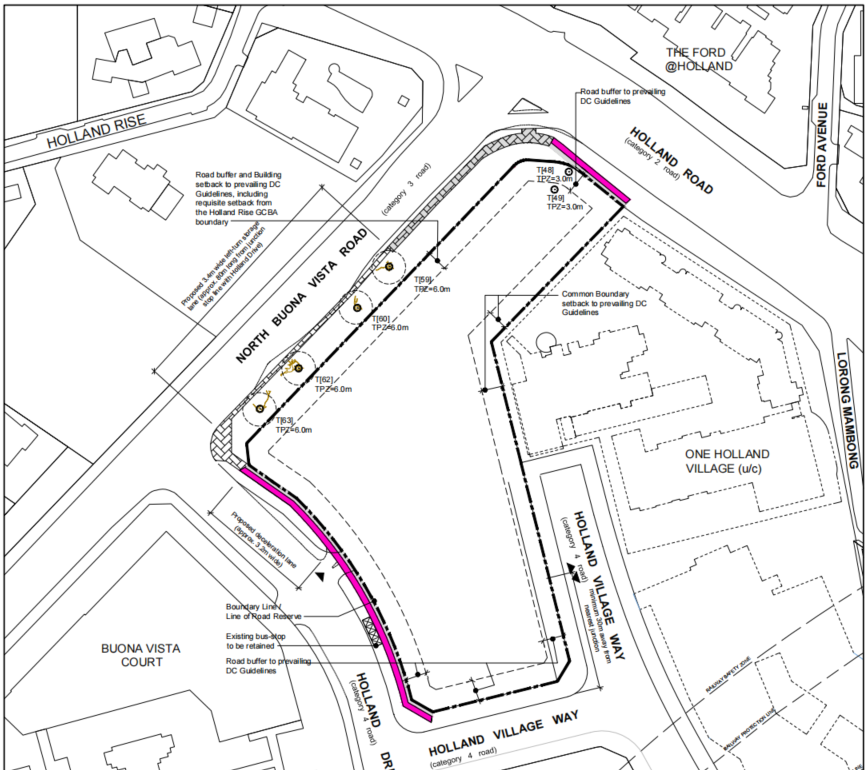 THE FORD
@HOLLAND
Road buffer to prevailing
DC Guidelines
HOLLAND RISE
HOLLAND ROAD
(category 2 road)
FORD AVENUE
Road buffer and Building
setback to prevailing DC
Guidelines, including
requisite setback from
the Holland Rise GCBA
boundary
(category 3 road)
T[48]
TPZ=3.0m
T[49]
TPZ=3.0m
Proposed 3.4m wide left-turn storage
lane (approx. 80m long from junction
stop line with Holland Drive)
NORTH BUONA VISTA ROAD
T[59]
TPZ=6.0m
Common Boundary
setback to prevailing DC
Guidelines
T[60]
TPZ=6.0m
T[62]
TPZ=6.0m
T[63]
TPZ=6.0m
LORONG MAMBONG
ONE HOLLAND
VILLAGE (u/c)
Proposed deceleration lane
(approx. 3.2m wide)
HOLLAND VILLAGE WAY
(category 4 road)
minimum 30m away from
nearest junction
Boundary Line /
Line of Road Reserve
Existing bus-stop
to be retained
Road buffer to prevailing
DC Guidelines
BUONA VISTA
COURT
RAILWAY SAFETY ZONE
HOLLAND DR
(category 4 road)
HOLLAND VILLAGE WAY
(category 4 road)